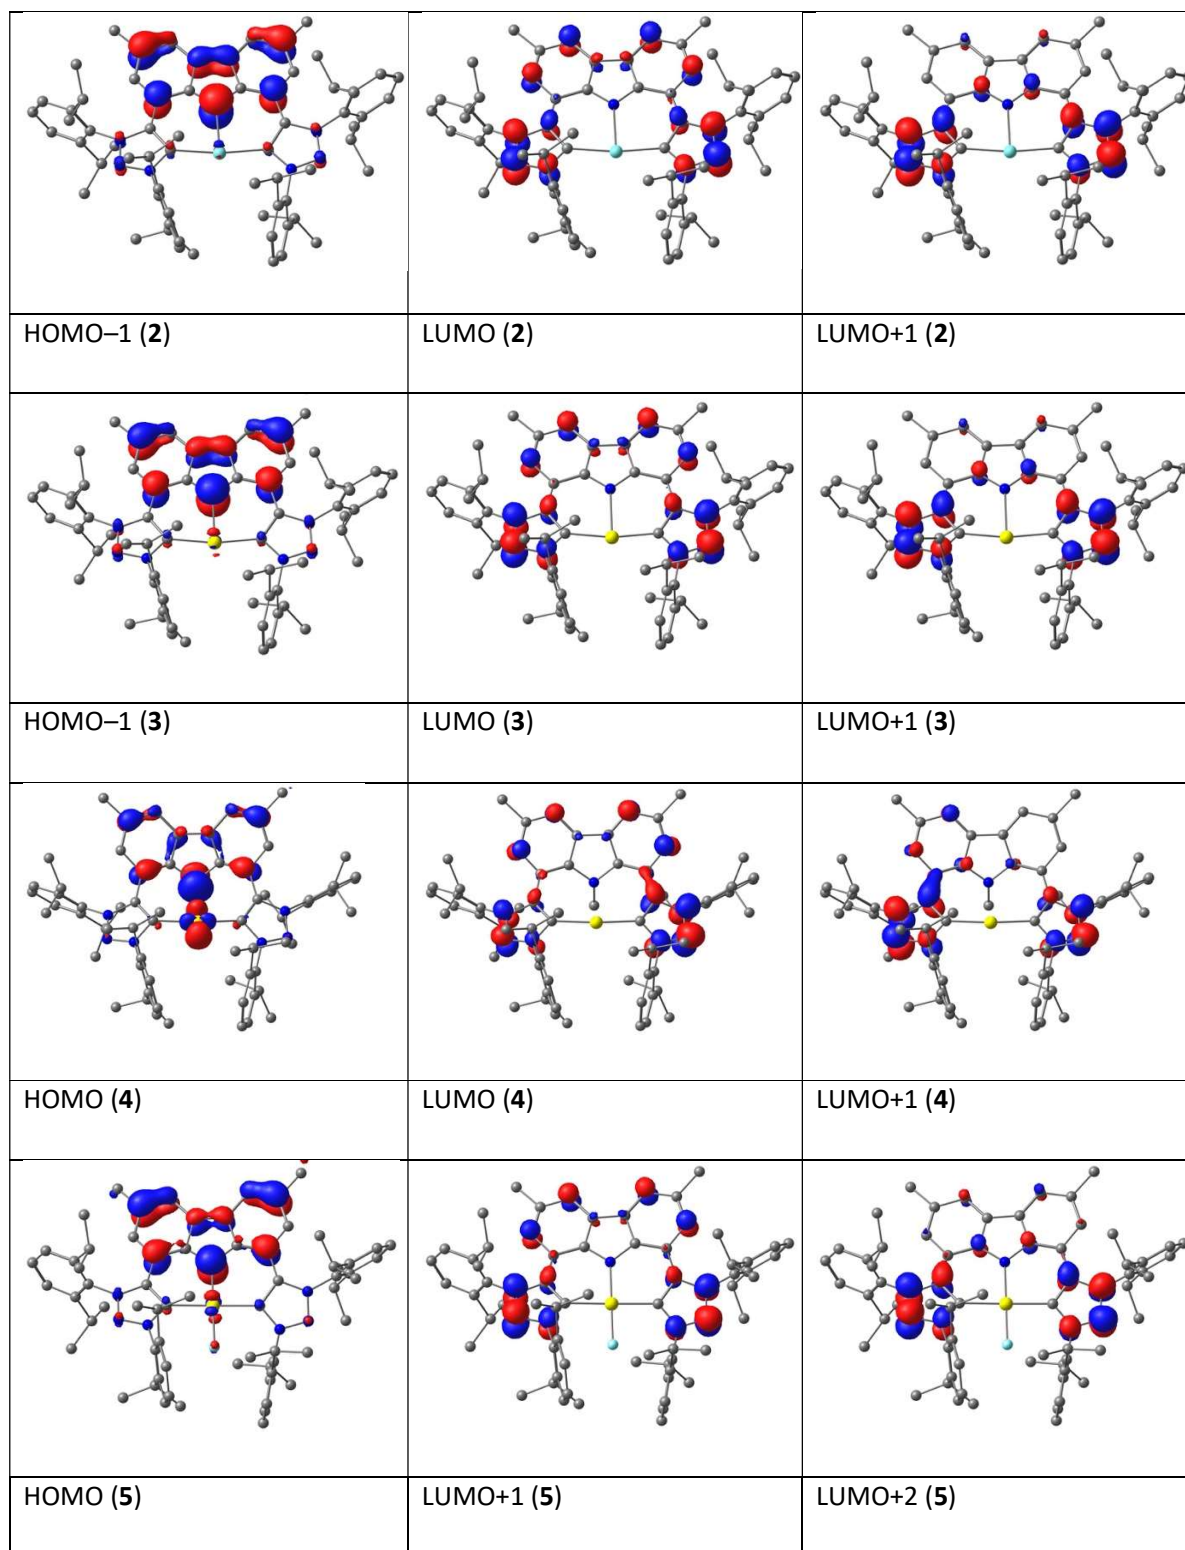 HOMO–1 (2)
LUMO (2)
LUMO+1 (2)
HOMO–1 (3)
LUMO (3)
LUMO+1 (3)
HOMO (4)
LUMO (4)
LUMO+1 (4)
HOMO (5)
LUMO+1 (5)
LUMO+2 (5)